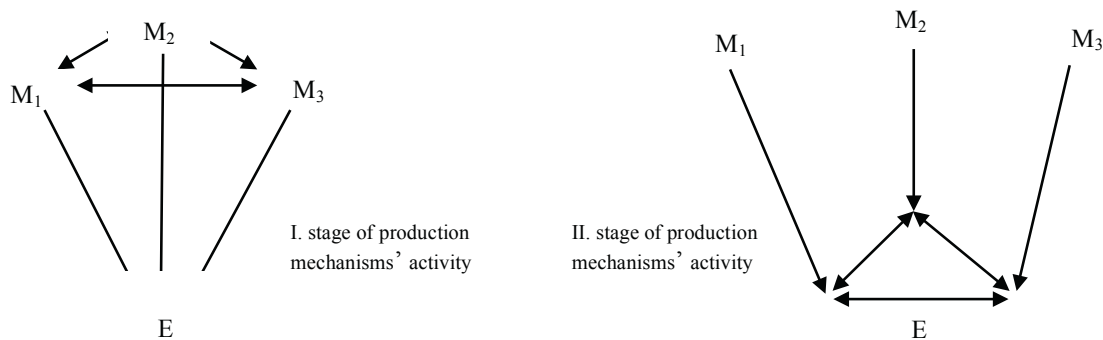 M₂
M₁
M₃
I. stage of production
mechanisms’ activity
E
M₂
M₁
M₃
II. stage of production
mechanisms’ activity
E